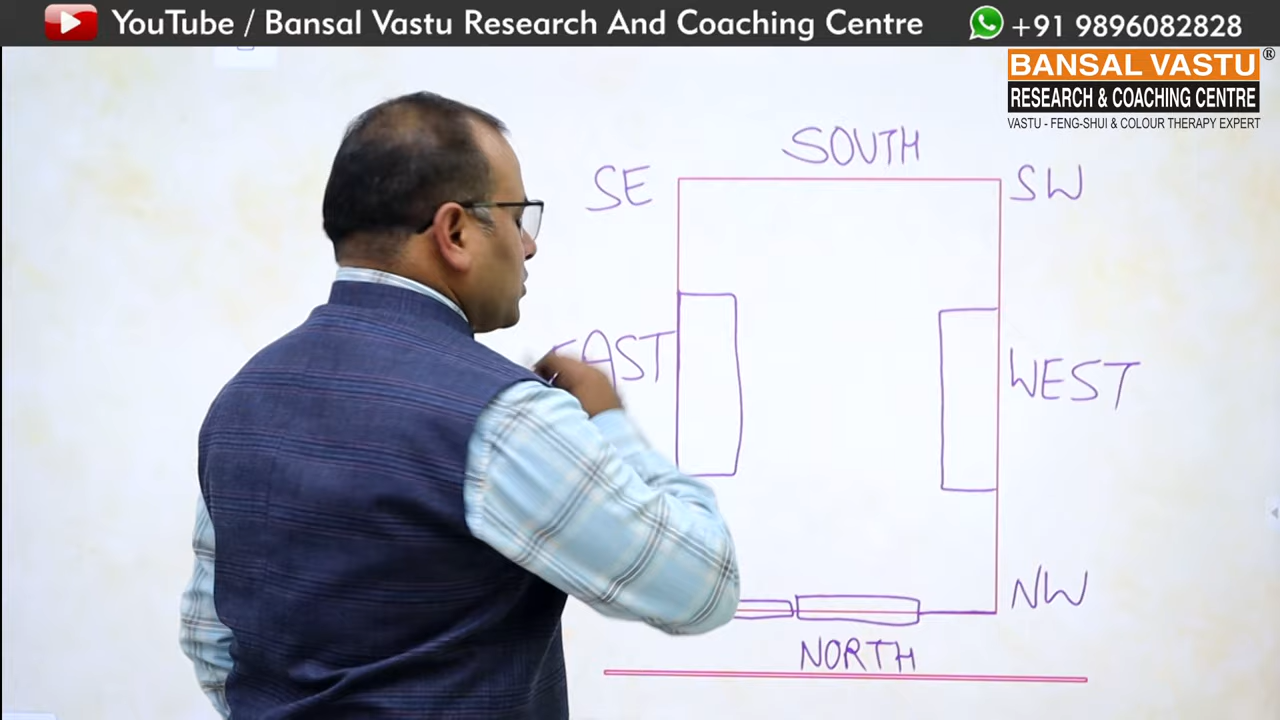 YouTube / Bansal Vastu Research And Coaching Centre
+91 9896082828
BANSAL VASTU®
RESEARCH & COACHING CENTRE
VASTU - FENG-SHUI & COLOUR THERAPY EXPERT
SOUTH
SE
SW
EAST
WEST
NW
NORTH